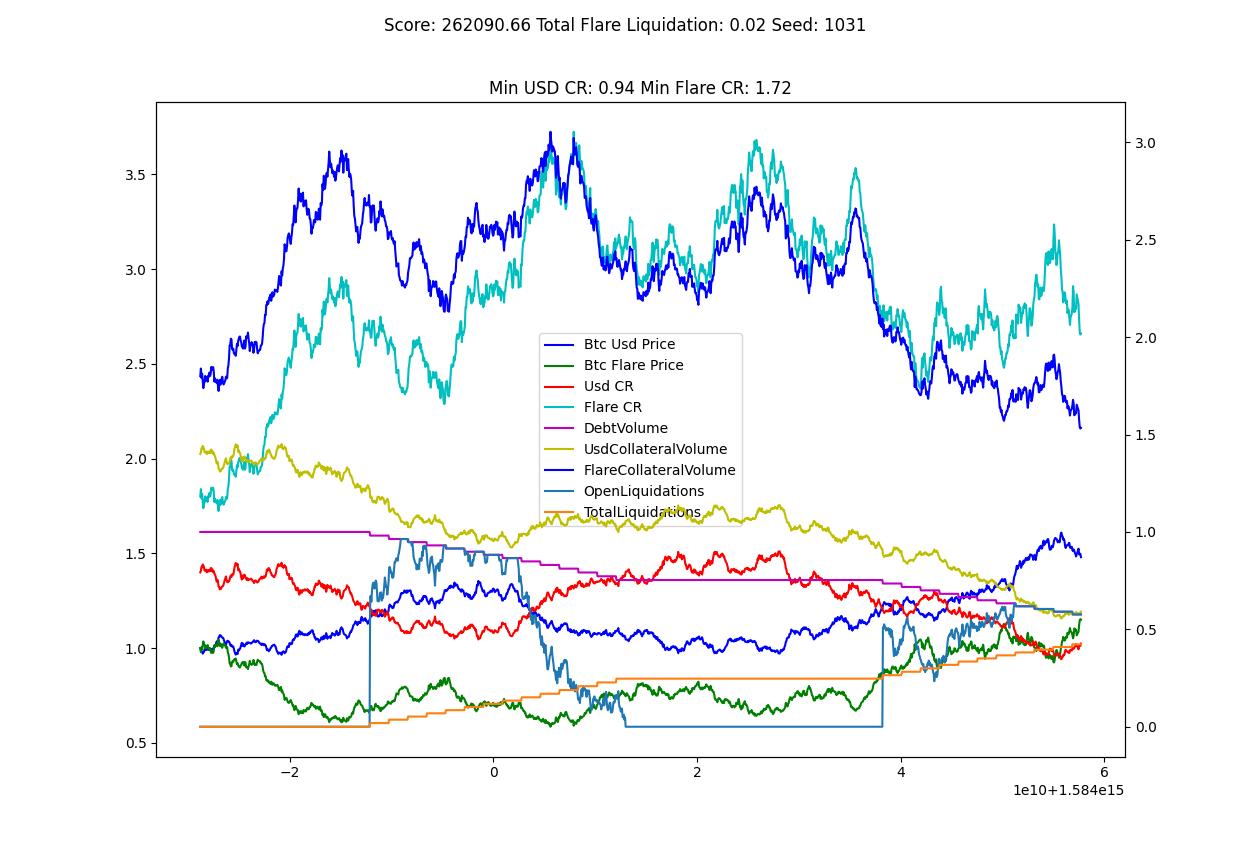 Score: 262090.66 Total Flare Liquidation: 0.02 Seed: 1031
Min USD CR: 0.94 Min Flare CR: 1.72
3.5
3.0
2.5
2.0
1.5
1.0
0.5
3.0
2.5
2.0
1.5
1.0
0.5
0.0
Btc Usd Price
Btc Flare Price
Usd CR
Flare CR
DebtVolume
UsdCollateralVolume
FlareCollateralVolume
OpenLiquidations
TotalLiquidations
−2 0 2 4 6
1e10+1.584e15